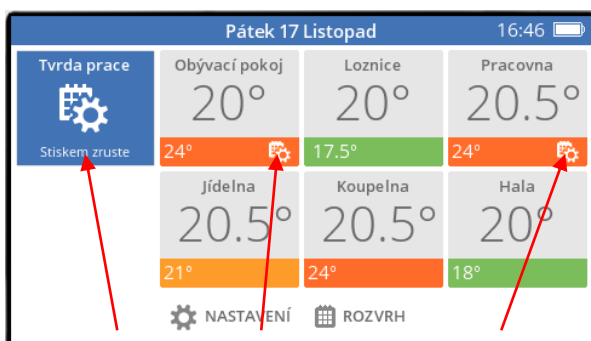 Pátek 17 Listopad
16:46
Tvrda prace
Stiskem zruste
Obývací pokoj
20°
24°
Loznice
20°
17.5°
Pracovna
20.5°
24°
Jídelna
20.5°
21°
Koupelna
20.5°
24°
Hala
20°
18°
NASTAVENÍ
ROZVRH